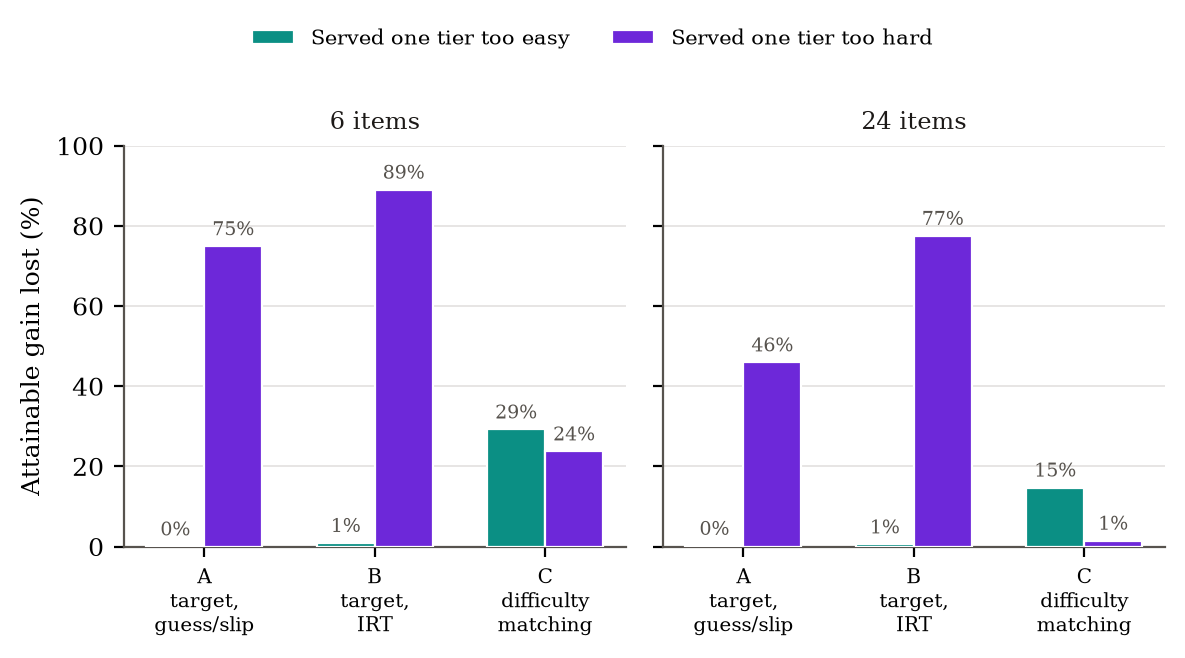 Served one tier too easy
Served one tier too hard
6 items
24 items
Attainable gain lost (%)
100
80
60
40
20
0
75%
89%
29%
24%
0%
1%
46%
77%
15%
0%
1%
1%
A
target,
guess/slip
B
target,
IRT
C
difficulty
matching
A
target,
guess/slip
B
target,
IRT
C
difficulty
matching